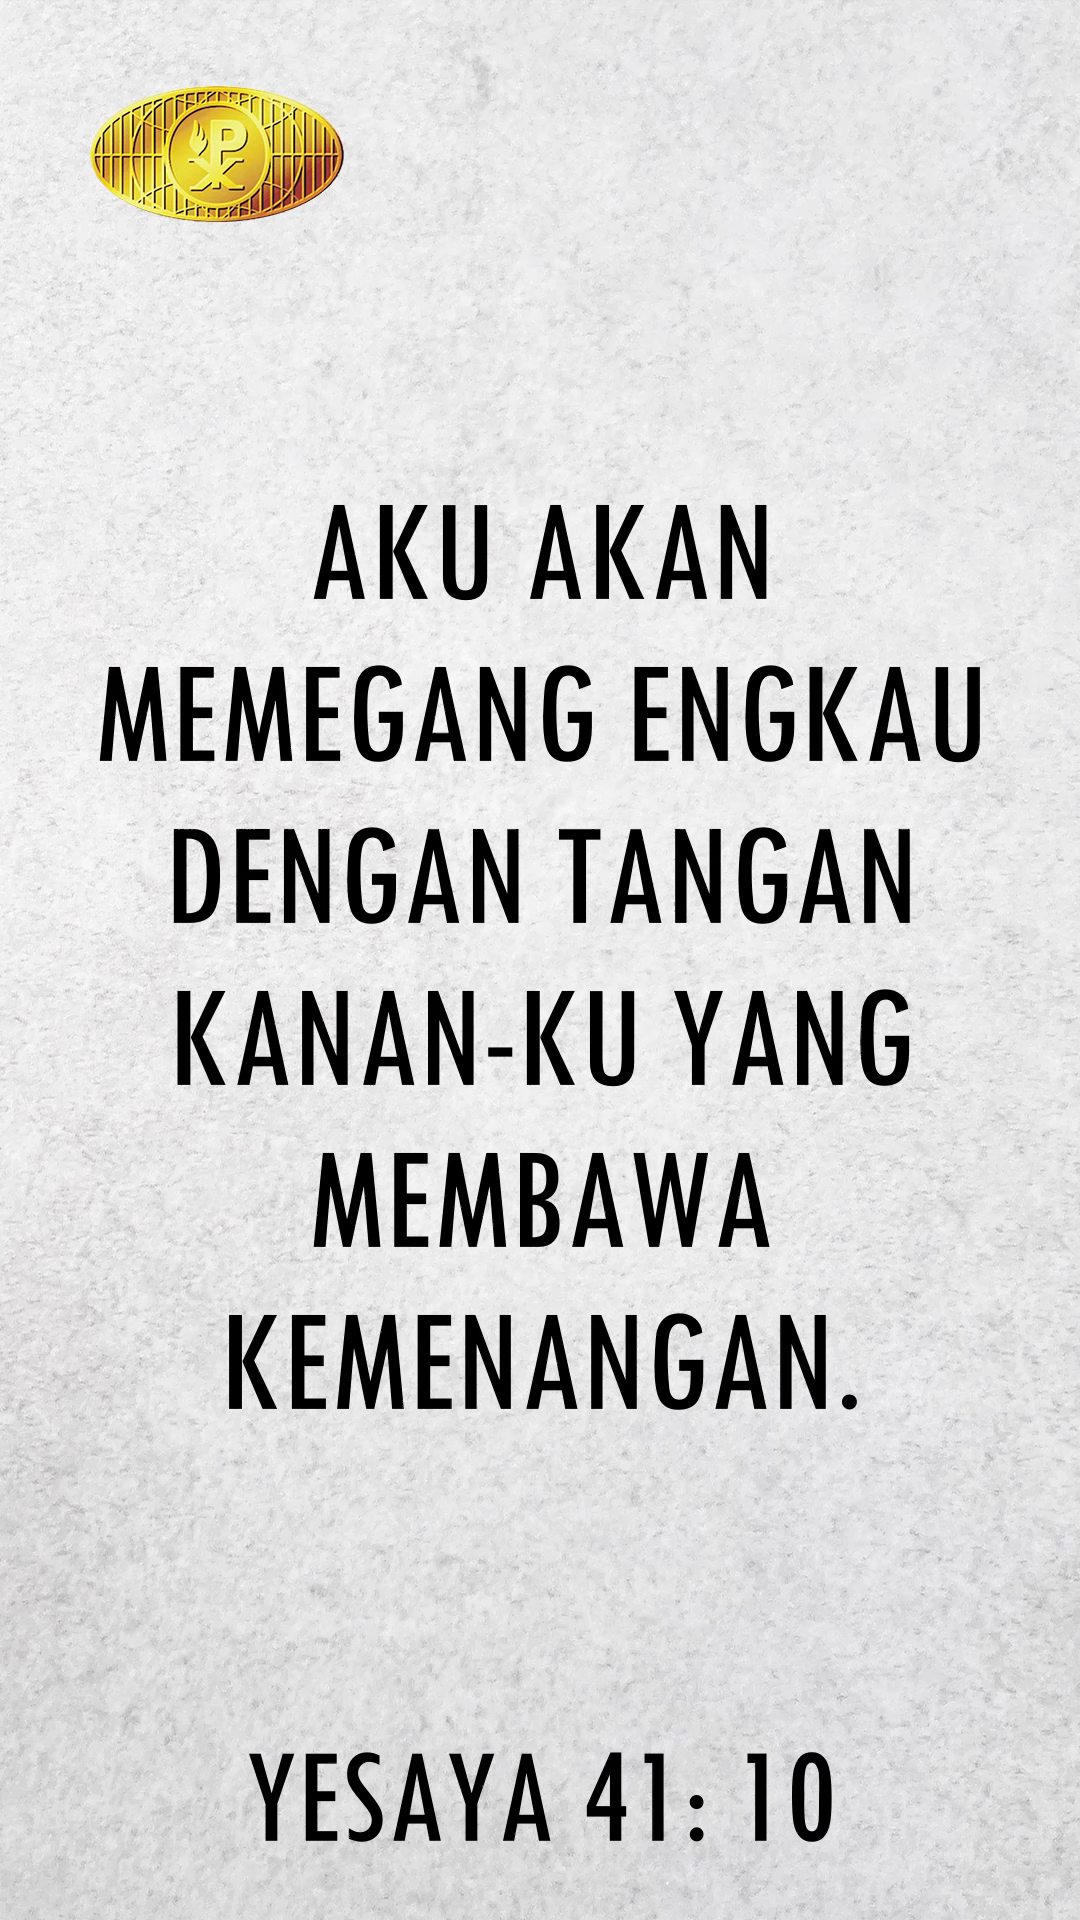 AKU AKAN
MEMEGANG ENGKAU
DENGAN TANGAN
KANAN-KU YANG
MEMBAWA
KEMENANGAN.
YESAYA 41: 10